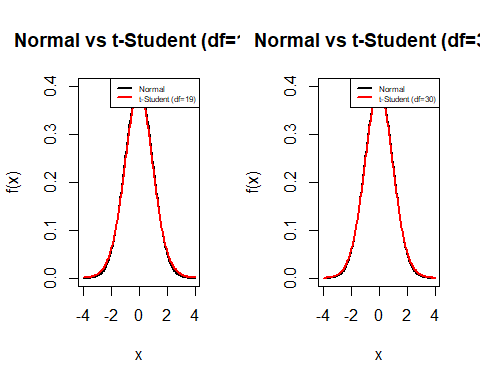 Normal vs t-Student (df=1
Normal
t-Student (df=19)
f(x)
0.4
0.3
0.2
0.1
0.0
-4 -2 0 2 4
x
Normal vs t-Student (df=3
Normal
t-Student (df=30)
f(x)
0.4
0.3
0.2
0.1
0.0
-4 -2 0 2 4
x